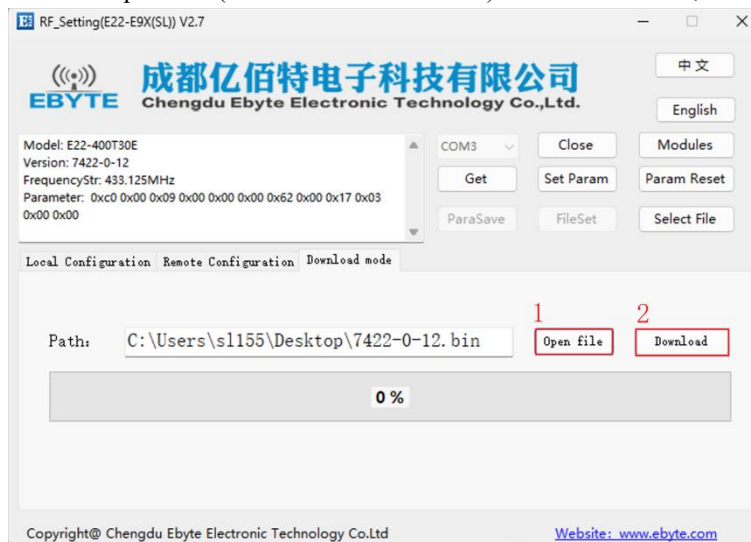 RF_Setting(E22-E9X(SL)) V2.7
EBYTE
成都亿佰特电子科技有限公司
Chengdu Ebyte Electronic Technology Co.,Ltd.
中文
English
Model: E22-400T30E
Version: 7422-0-12
FrequencyStr: 433.125MHz
Parameter: 0xc0 0x00 0x09 0x00 0x00 0x00 0x62 0x00 0x17 0x03
0x00 0x00
COM3 Close Modules
Get Set Param Param Reset
ParaSave FileSet Select File
Local Configuration Remote Configuration Download mode
1 2
Path: C:\Users\sl155\Desktop\7422-0-12.bin Open file Download
0 %
Copyright@ Chengdu Ebyte Electronic Technology Co.Ltd Website: www.ebyte.com